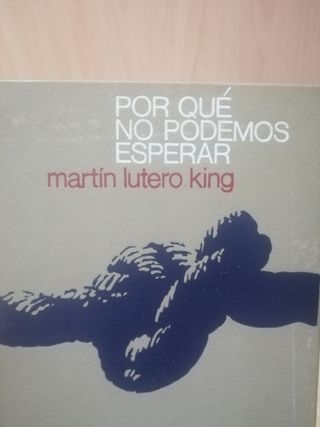 POR QUÉ
NO PODEMOS
ESPERAR
martín lutero king